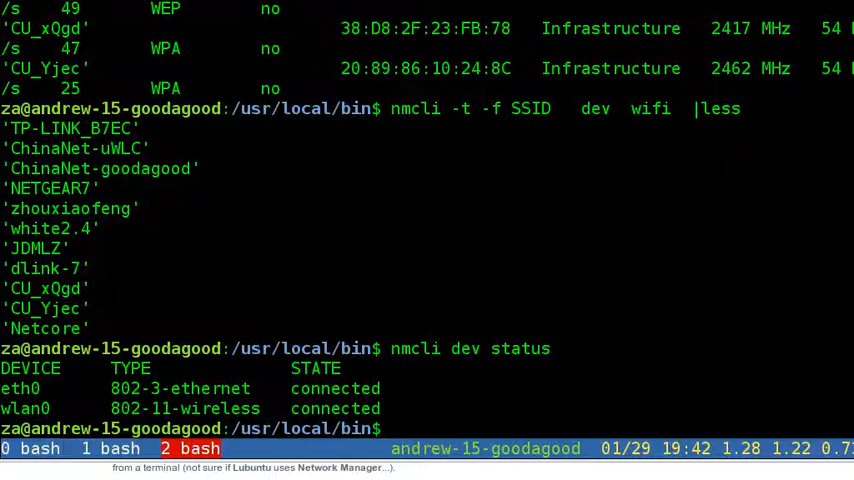 /s    49       WEP        no
'CU_xQgd'                         38:D8:2F:23:FB:78   Infrastructure   2417 MHz   54
/s    47       WPA        no
'CU_Yjec'                         20:89:86:10:24:8C   Infrastructure   2462 MHz   54
/s    25       WPA        no
za@andrew-15-goodagood:/usr/local/bin$ nmcli -t -f SSID   dev  wifi  |less
'TP-LINK_B7EC'
'ChinaNet-uWLC'
'ChinaNet-goodagood'
'NETGEAR7'
'zhouxiaofeng'
'white2.4'
'JDMLZ'
'dlink-7'
'CU_xQgd'
'CU_Yjec'
'Netcore'
za@andrew-15-goodagood:/usr/local/bin$ nmcli dev status
DEVICE     TYPE              STATE
eth0       802-3-ethernet    connected
wlan0      802-11-wireless   connected
za@andrew-15-goodagood:/usr/local/bin$
0 bash  1 bash  2 bash                 andrew-15-goodagood  01/29 19:42 1.28 1.22 0.7
from a terminal (not sure if Lubuntu uses Network Manager...).